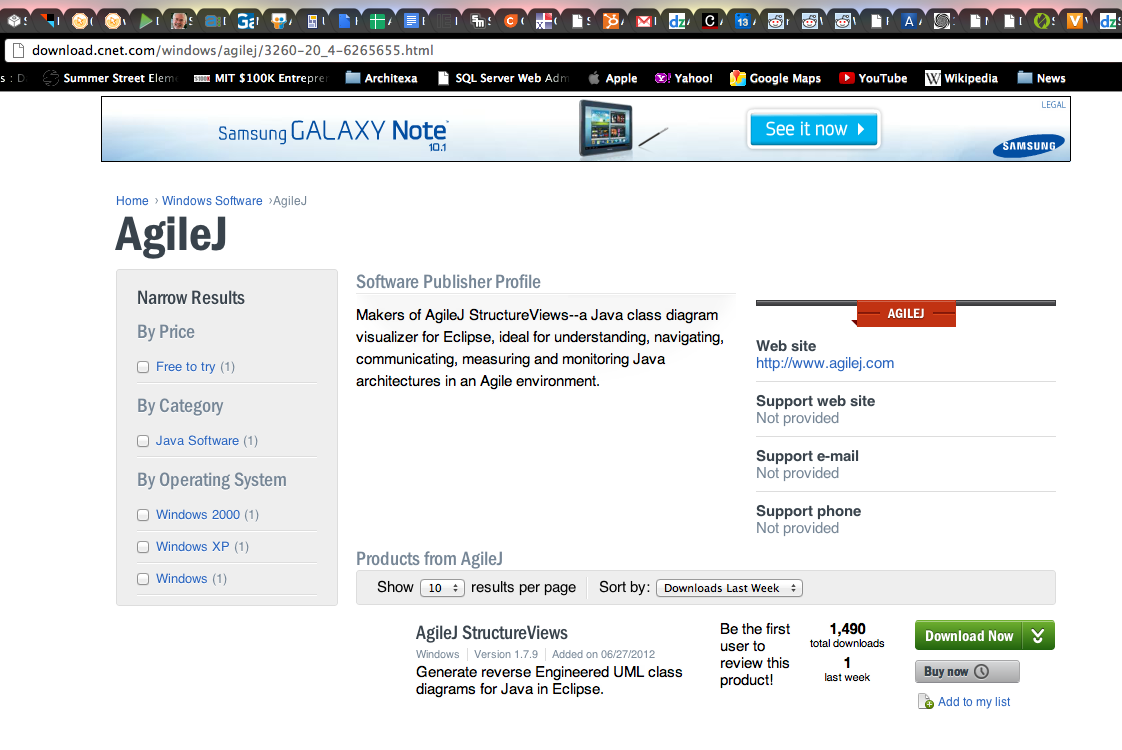 download.cnet.com/windows/agilej/3260-20_4-6265655.html
s : D Summer Street Elem MIT $100K Entrepre Architexa SQL Server Web Adm Apple Yahoo! Google Maps YouTube Wikipedia News
LEGAL
Samsung GALAXY Note 10.1 See it now SAMSUNG
Home › Windows Software ›AgileJ
AgileJ
Narrow Results
By Price
Free to try (1)
By Category
Java Software (1)
By Operating System
Windows 2000 (1)
Windows XP (1)
Windows (1)
Software Publisher Profile
Makers of AgileJ StructureViews--a Java class diagram
visualizer for Eclipse, ideal for understanding, navigating,
communicating, measuring and monitoring Java
architectures in an Agile environment.
AGILEJ
Web site
http://www.agilej.com
Support web site
Not provided
Support e-mail
Not provided
Support phone
Not provided
Products from AgileJ
Show 10 results per page Sort by: Downloads Last Week
AgileJ StructureViews
Windows Version 1.7.9 Added on 06/27/2012
Generate reverse Engineered UML class
diagrams for Java in Eclipse.
Be the first
user to
review this
product!
1,490
total downloads
1
last week
Download Now
Buy now
Add to my list